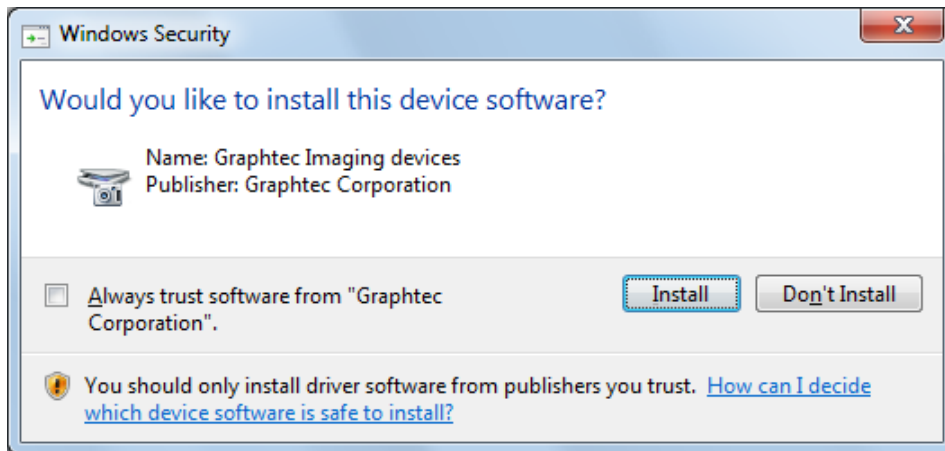 Windows Security
Would you like to install this device software?
Name: Graphtec Imaging devices
Publisher: Graphtec Corporation
Always trust software from "Graphtec
Corporation".
Install
Don't Install
You should only install driver software from publishers you trust. How can I decide
which device software is safe to install?